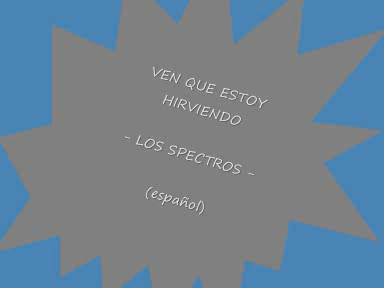 VEN QUE ESTOY
HIRVIENDO
- LOS SPECTROS -
(español)